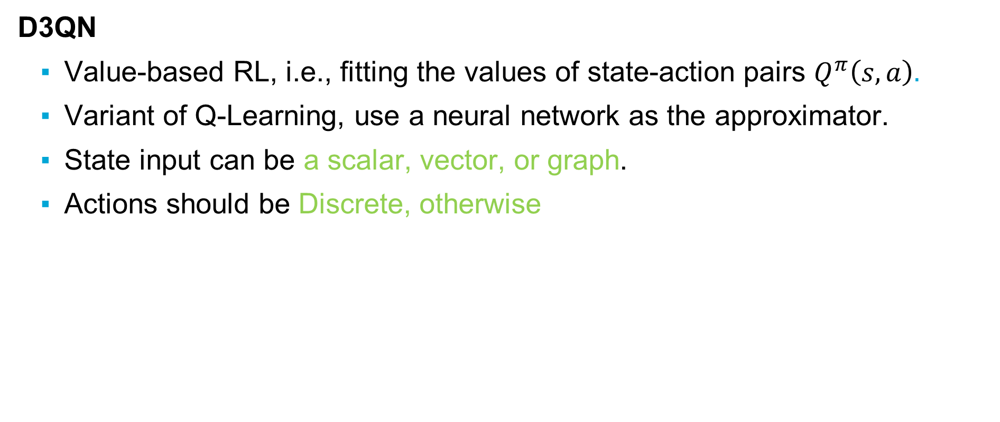 D3QN
▪ Value-based RL, i.e., fitting the values of state-action pairs $Q^{\pi}(s, a)$.
▪ Variant of Q-Learning, use a neural network as the approximator.
▪ State input can be a scalar, vector, or graph.
▪ Actions should be Discrete, otherwise